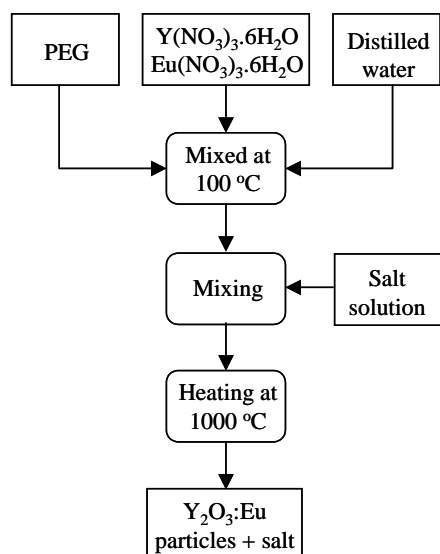 PEG
Y(NO₃)₃.6H₂O
Eu(NO₃)₃.6H₂O
Distilled
water
Mixed at
100 ºC
Mixing
Salt
solution
Heating at
1000 ºC
Y₂O₃:Eu
particles + salt